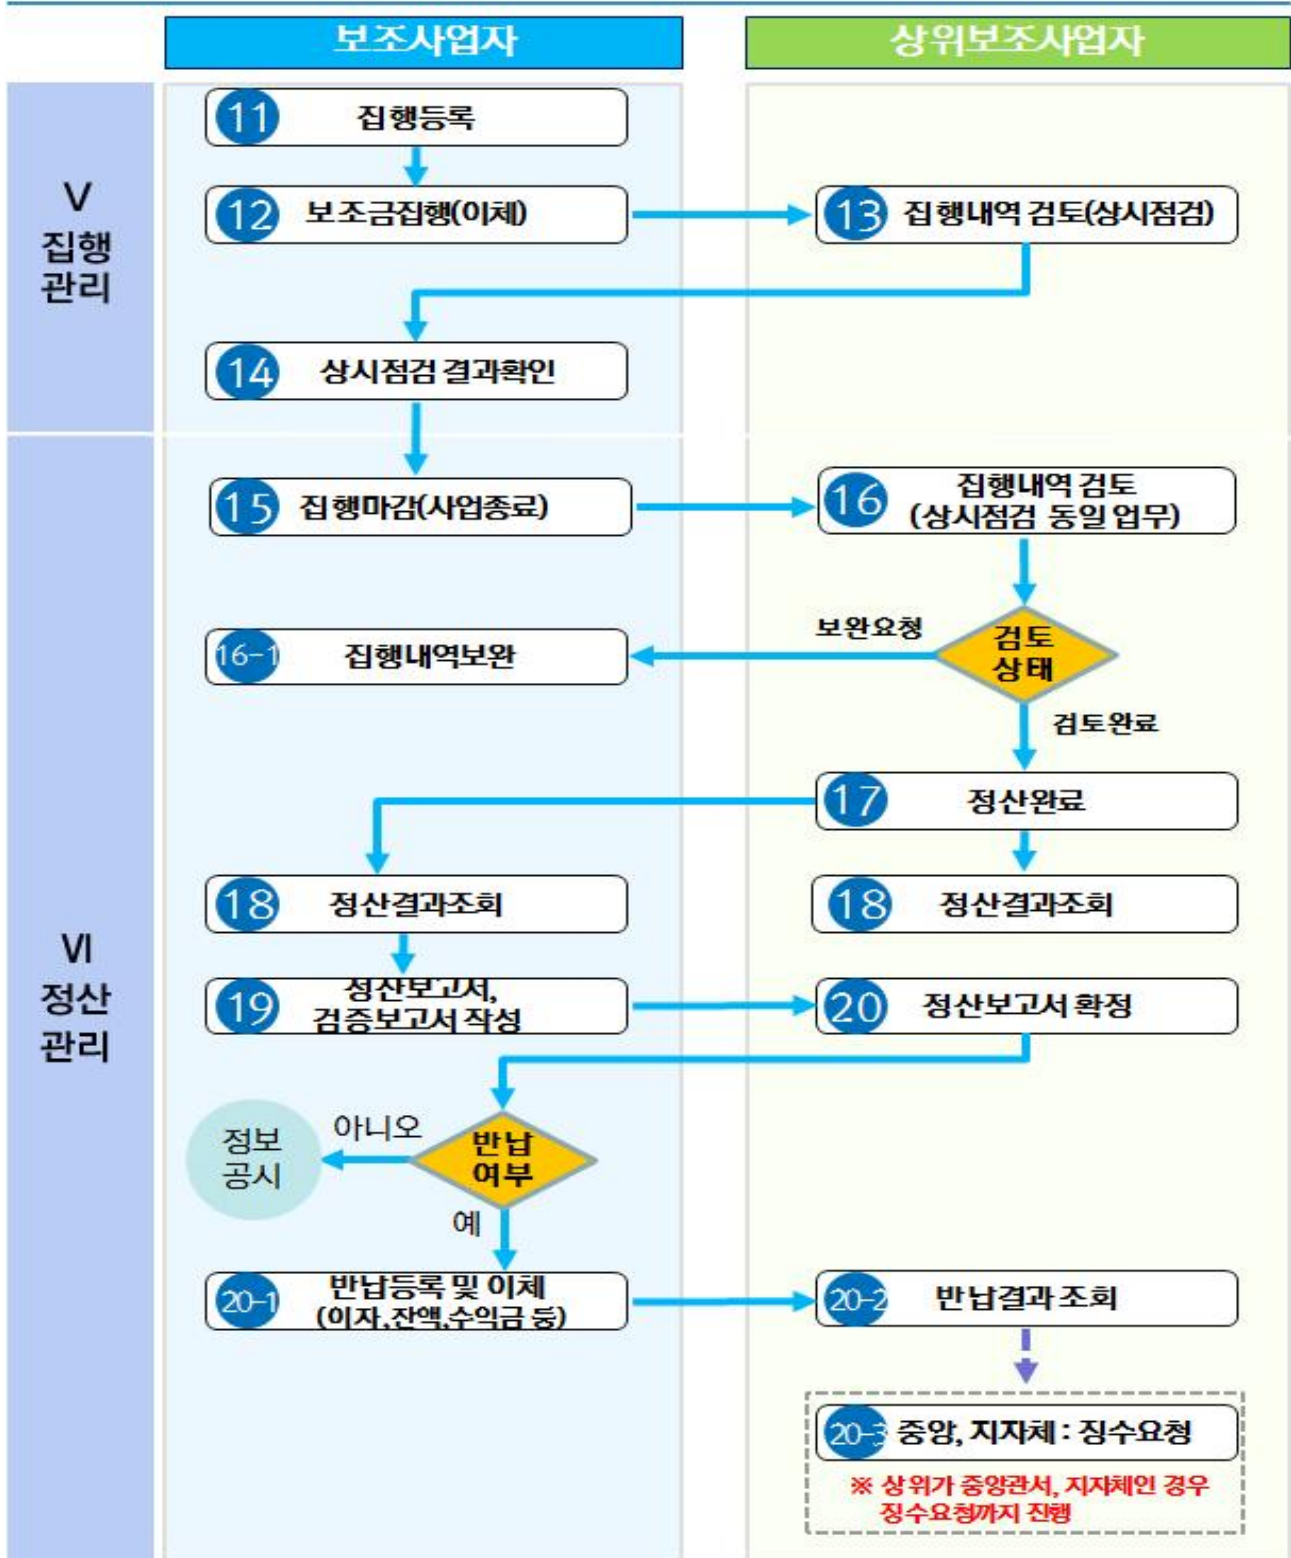 보조사업자
상위보조사업자
Ⅴ
집행
관리
11 집행등록
12 보조금집행(이체)
13 집행내역 검토(상시점검)
14 상시점검 결과확인
Ⅵ
정산
관리
15 집행마감(사업종료)
16 집행내역 검토
(상시점검 동일 업무)
검토
상태
보완요청
16-1 집행내역보완
검토완료
17 정산완료
18 정산결과조회
18 정산결과조회
19 정산보고서,
검증보고서 작성
20 정산보고서 확정
반납
여부
아니오
정보
공시
예
20-1 반납등록 및 이체
(이자,잔액,수익금 등)
20-2 반납결과 조회
20-3 중앙, 지자체 : 징수요청
※ 상위가 중앙관서, 지자체인 경우
징수요청까지 진행